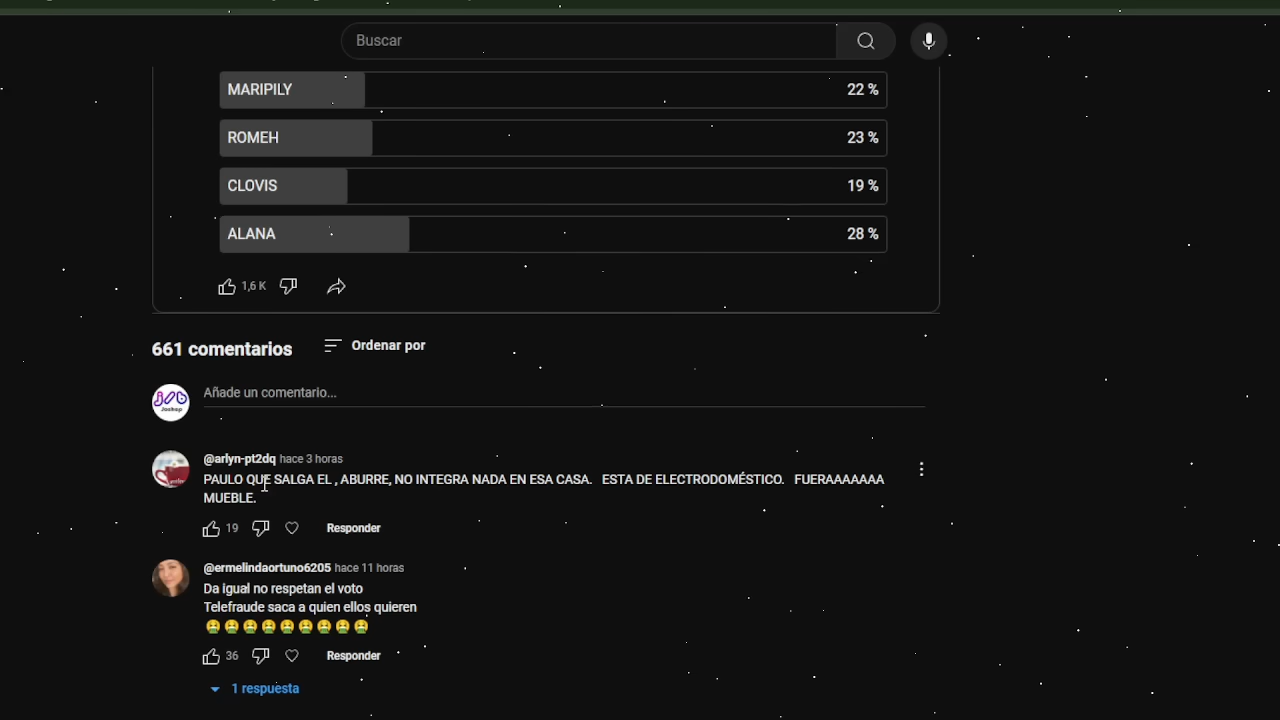 Buscar
MARIPILY 22 %
ROMEH 23 %
CLOVIS 19 %
ALANA 28 %
1,6 K
661 comentarios Ordenar por
Añade un comentario...
@arlyn-pt2dq hace 3 horas
PAULO QUE SALGA EL , ABURRE, NO INTEGRA NADA EN ESA CASA. ESTA DE ELECTRODOMÉSTICO. FUERAAAAAAA
MUEBLE.
19 Responder
@ermelindaortuno6205 hace 11 horas
Da igual no respetan el voto
Telefraude saca a quien ellos quieren
🤮🤮🤮🤮🤮🤮🤮🤮🤮
36 Responder
1 respuesta